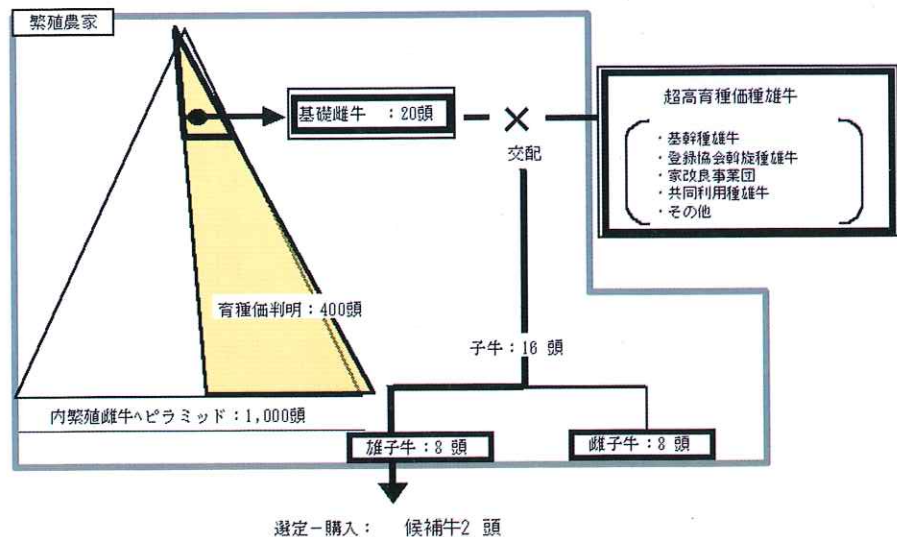 繁殖農家
基礎雌牛 ：20頭
交配
超高育種価種雄牛
・基幹種雄牛
・登録協会斡旋種雄牛
・家改良事業団
・共同利用種雄牛
・その他
育種価判明：400頭
子牛：16 頭
内繁殖雌牛ヘピラミッド：1,000頭
雄子牛：8 頭
雌子牛：8 頭
選定－購入： 候補牛2 頭